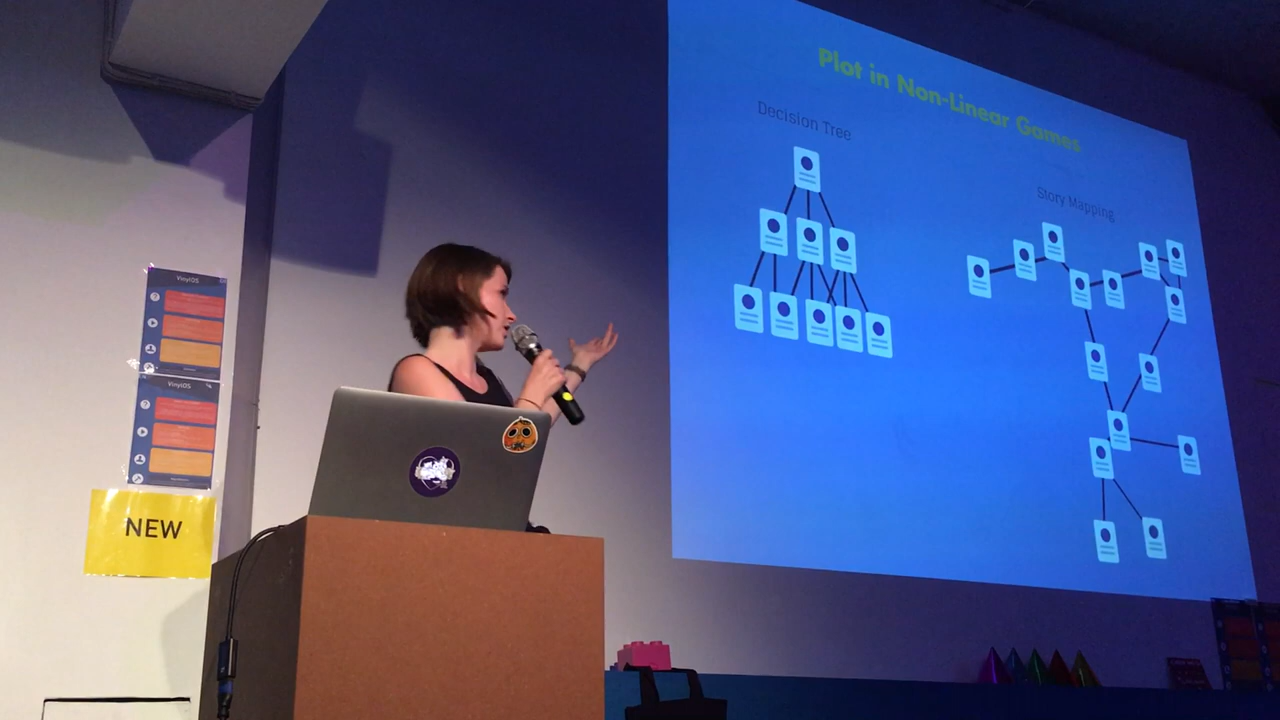 Plot in Non-Linear Games
Decision Tree
Story Mapping
VinylOS
VinylOS
NEW